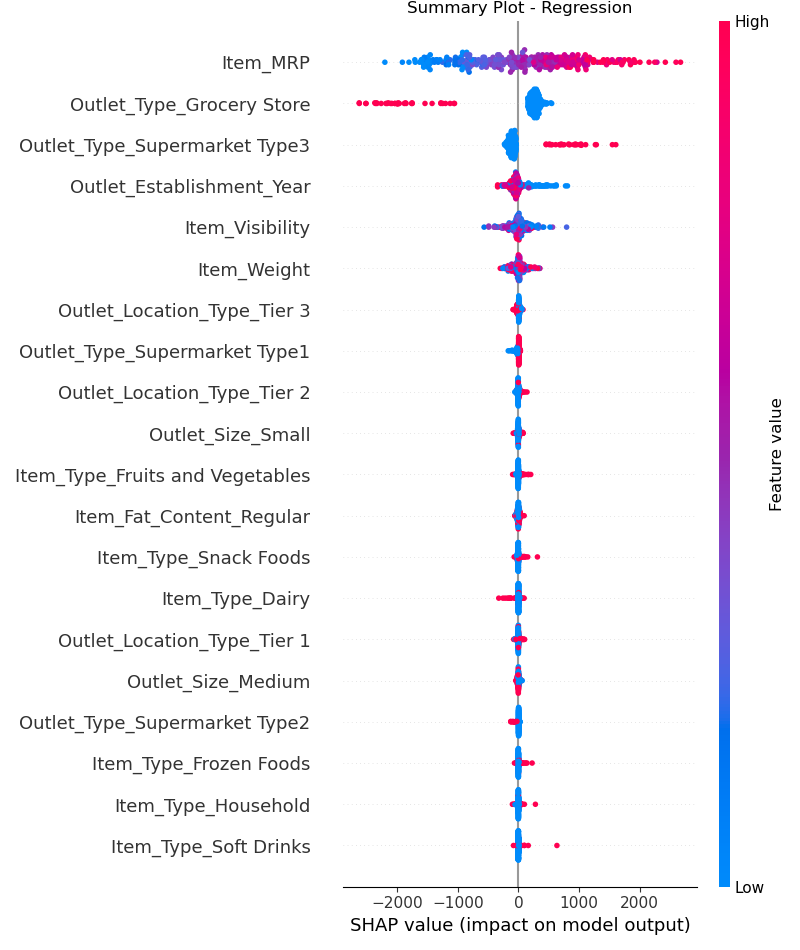 Summary Plot - Regression
High
Item_MRP
Outlet_Type_Grocery Store
Outlet_Type_Supermarket Type3
Outlet_Establishment_Year
Item_Visibility
Item_Weight
Outlet_Location_Type_Tier 3
Outlet_Type_Supermarket Type1
Outlet_Location_Type_Tier 2
Outlet_Size_Small
Item_Type_Fruits and Vegetables
Item_Fat_Content_Regular
Item_Type_Snack Foods
Item_Type_Dairy
Outlet_Location_Type_Tier 1
Outlet_Size_Medium
Outlet_Type_Supermarket Type2
Item_Type_Frozen Foods
Item_Type_Household
Item_Type_Soft Drinks
Feature value
Low
−2000 −1000 0 1000 2000
SHAP value (impact on model output)